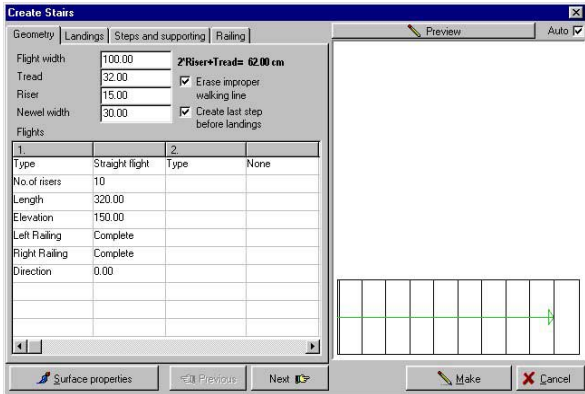 Create Stairs
Geometry Landings Steps and supporting Railing
Preview Auto
Flight width 100.00 2*Riser+Tread= 62.00 cm
Tread 32.00 Erase improper walking line
Riser 15.00
Newel width 30.00 Create last step before landings
Flights
1. 2.
Type Straight flight Type None
No.of risers 10
Length 320.00
Elevation 150.00
Left Railing Complete
Right Railing Complete
Direction 0.00
Surface properties Previous Next Make Cancel